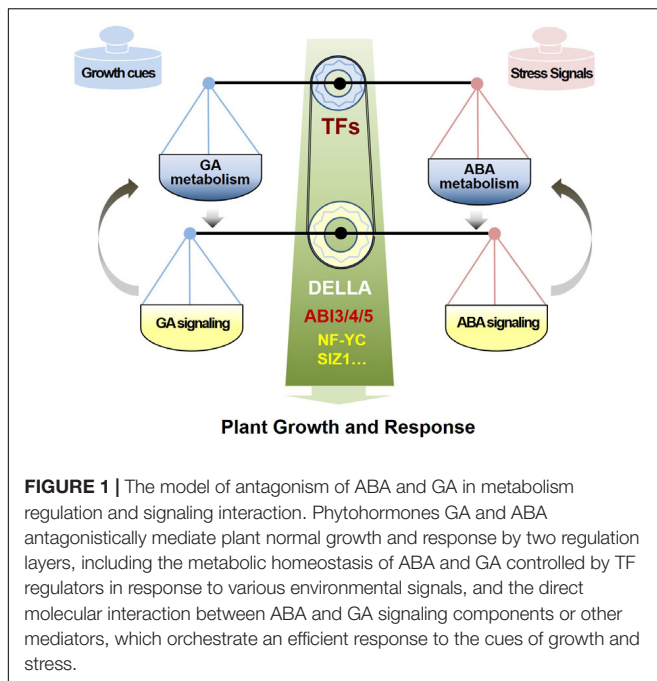 Growth cues
Stress Signals
TFs
GA
metabolism
ABA
metabolism
DELLA
ABI3/4/5
NF-YC
SIZ1...
GA signaling
ABA signaling
Plant Growth and Response
FIGURE 1 | The model of antagonism of ABA and GA in metabolism
regulation and signaling interaction. Phytohormones GA and ABA
antagonistically mediate plant normal growth and response by two regulation
layers, including the metabolic homeostasis of ABA and GA controlled by TF
regulators in response to various environmental signals, and the direct
molecular interaction between ABA and GA signaling components or other
mediators, which orchestrate an efficient response to the cues of growth and
stress.